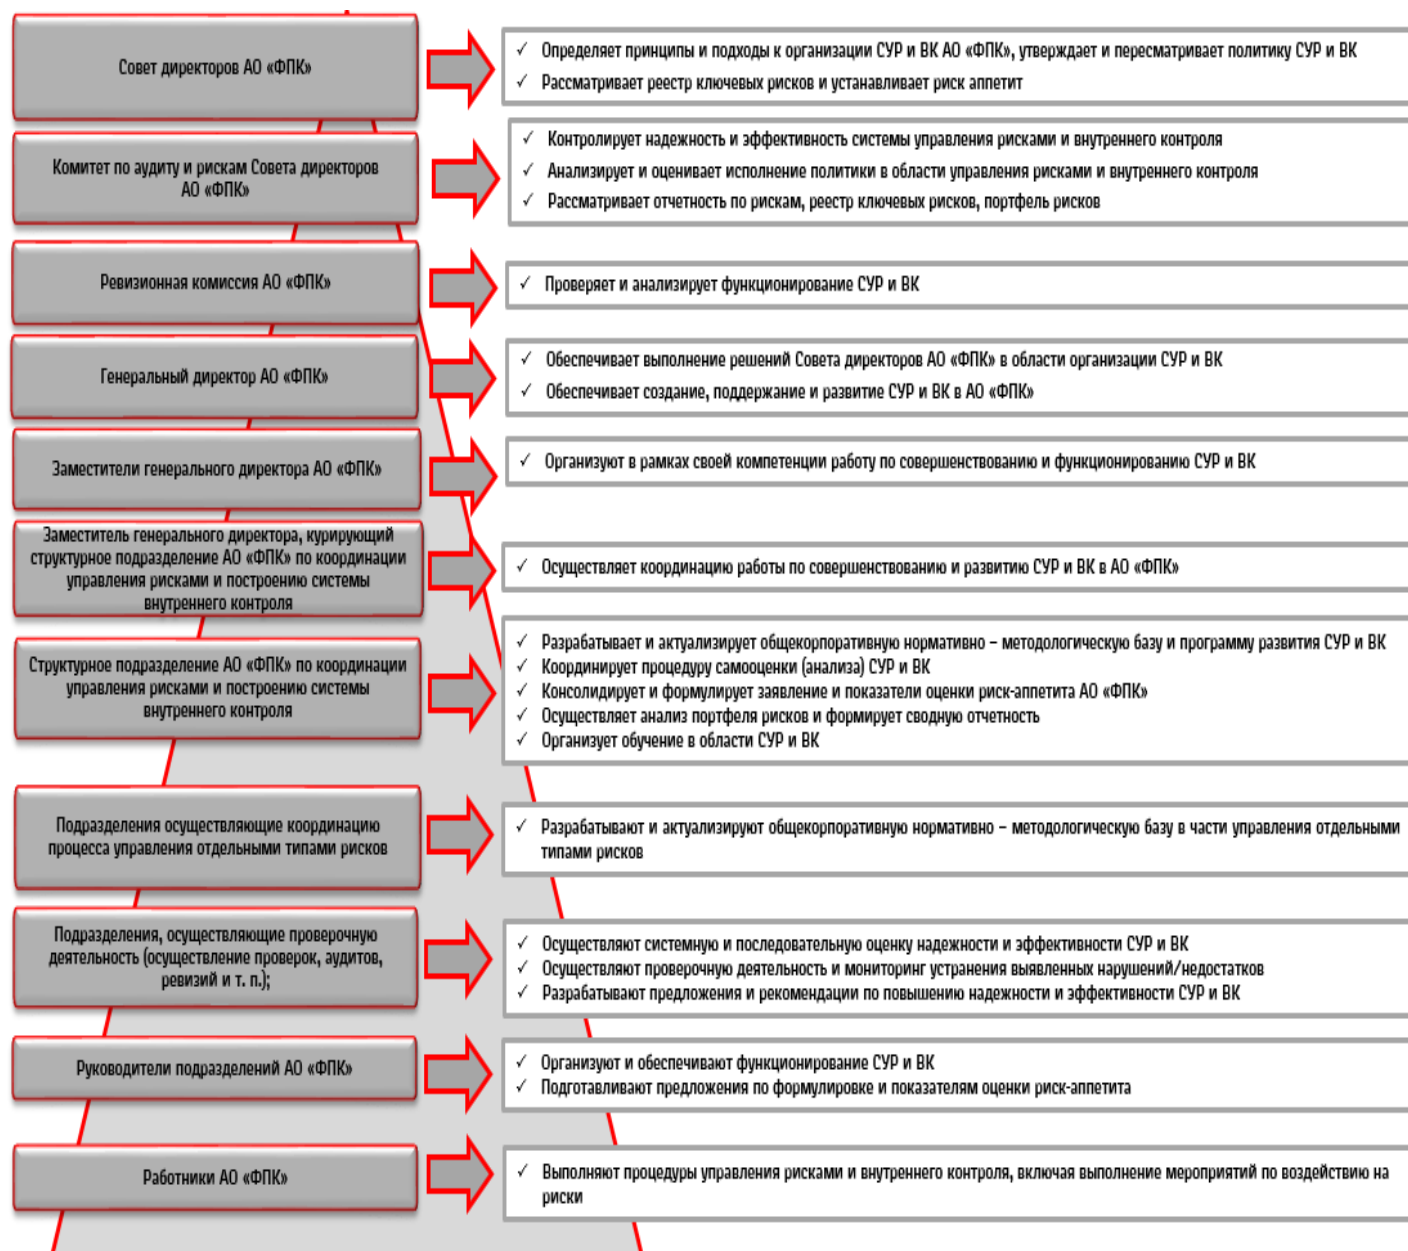 Совет директоров АО «ФПК»
✓ Определяет принципы и подходы к организации СУР и ВК АО «ФПК», утверждает и пересматривает политику СУР и ВК
✓ Рассматривает реестр ключевых рисков и устанавливает риск аппетит
Комитет по аудиту и рискам Совета директоров
АО «ФПК»
✓ Контролирует надежность и эффективность системы управления рисками и внутреннего контроля
✓ Анализирует и оценивает исполнение политики в области управления рисками и внутреннего контроля
✓ Рассматривает отчетность по рискам, реестр ключевых рисков, портфель рисков
Ревизионная комиссия АО «ФПК»
✓ Проверяет и анализирует функционирование СУР и ВК
Генеральный директор АО «ФПК»
✓ Обеспечивает выполнение решений Совета директоров АО «ФПК» в области организации СУР и ВК
✓ Обеспечивает создание, поддержание и развитие СУР и ВК в АО «ФПК»
Заместители генерального директора АО «ФПК»
✓ Организуют в рамках своей компетенции работу по совершенствованию и функционированию СУР и ВК
Заместитель генерального директора, курирующий
структурное подразделение АО «ФПК» по координации
управления рисками и построению системы
внутреннего контроля
✓ Осуществляет координацию работы по совершенствованию и развитию СУР и ВК в АО «ФПК»
Структурное подразделение АО «ФПК» по координации
управления рисками и построению системы
внутреннего контроля
✓ Разрабатывает и актуализирует общекорпоративную нормативно – методологическую базу и программу развития СУР и ВК
✓ Координирует процедуру самооценки (анализа) СУР и ВК
✓ Консолидирует и формулирует заявление и показатели оценки риск-аппетита АО «ФПК»
✓ Осуществляет анализ портфеля рисков и формирует сводную отчетность
✓ Организует обучение в области СУР и ВК
Подразделения осуществляющие координацию
процесса управления отдельными типами рисков
✓ Разрабатывают и актуализируют общекорпоративную нормативно – методологическую базу в части управления отдельными
типами рисков
Подразделения, осуществляющие проверочную
деятельность (осуществление проверок, аудитов,
ревизий и т. п.);
✓ Осуществляют системную и последовательную оценку надежности и эффективности СУР и ВК
✓ Осуществляют проверочную деятельность и мониторинг устранения выявленных нарушений/недостатков
✓ Разрабатывают предложения и рекомендации по повышению надежности и эффективности СУР и ВК
Руководители подразделений АО «ФПК»
✓ Организуют и обеспечивают функционирование СУР и ВК
✓ Подготавливают предложения по формулировке и показателям оценки риск-аппетита
Работники АО «ФПК»
✓ Выполняют процедуры управления рисками и внутреннего контроля, включая выполнение мероприятий по воздействию на
риски